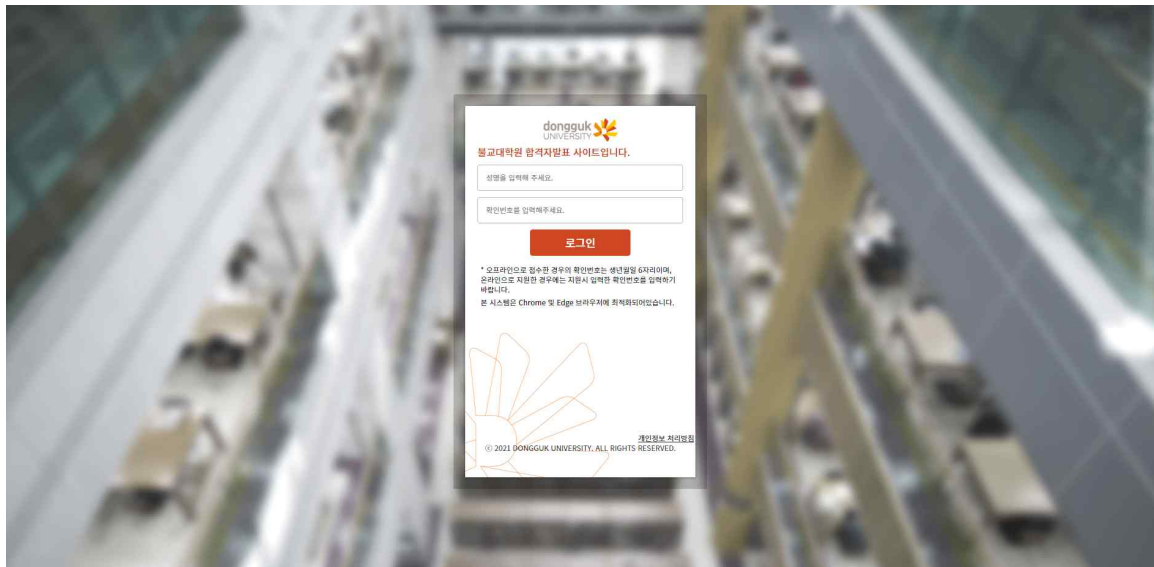 dongguk
UNIVERSITY
불교대학원 합격자발표 사이트입니다.
성명을 입력해 주세요.
확인번호를 입력해주세요.
로그인
* 오프라인으로 접수한 경우의 확인번호는 생년월일 6자리이며,
온라인으로 지원한 경우에는 지원시 입력한 확인번호를 입력하기
바랍니다.
본 시스템은 Chrome 및 Edge 브라우저에 최적화되어있습니다.
개인정보 처리방침
ⓒ 2021 DONGGUK UNIVERSITY. ALL RIGHTS RESERVED.